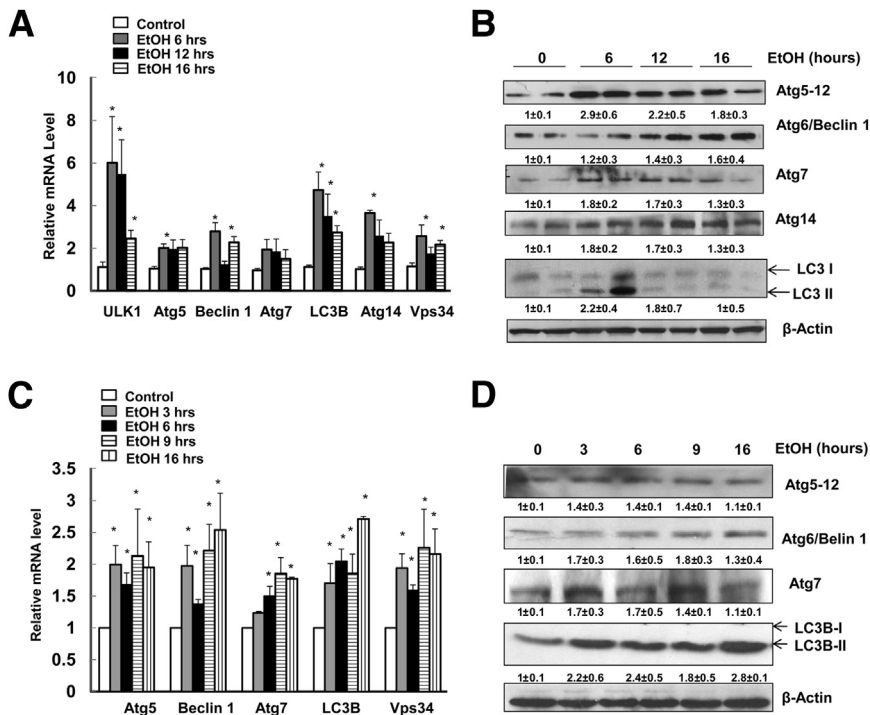 A
Control
EtOH 6 hrs
EtOH 12 hrs
EtOH 16 hrs
Relative mRNA Level
10
8
6
4
2
0
* * * * * * * * * * * *
ULK1 Atg5 Beclin 1 Atg7 LC3B Atg14 Vps34
B
0 6 12 16 EtOH (hours)
Atg5-12
1±0.1 2.9±0.6 2.2±0.5 1.8±0.3
Atg6/Beclin 1
1±0.1 1.2±0.3 1.4±0.3 1.6±0.4
Atg7
1±0.1 1.8±0.2 1.7±0.3 1.3±0.3
Atg14
1±0.1 1.8±0.2 1.7±0.3 1.3±0.3
LC3 I
LC3 II
1±0.1 2.2±0.4 1.8±0.7 1±0.5
β-Actin
C
Control
EtOH 3 hrs
EtOH 6 hrs
EtOH 9 hrs
EtOH 16 hrs
Relative mRNA level
3.5
3
2.5
2
1.5
1
0.5
0
* * * * * * * * * * * * * * * * * * *
Atg5 Beclin 1 Atg7 LC3B Vps34
D
0 3 6 9 16 EtOH (hours)
Atg5-12
1±0.1 1.4±0.3 1.4±0.1 1.4±0.1 1.1±0.1
Atg6/Belin 1
1±0.1 1.7±0.3 1.6±0.5 1.8±0.3 1.3±0.4
Atg7
1±0.1 1.7±0.3 1.7±0.5 1.4±0.1 1.1±0.1
LC3B-I
LC3B-II
1±0.1 2.2±0.6 2.4±0.5 1.8±0.5 2.8±0.1
β-Actin